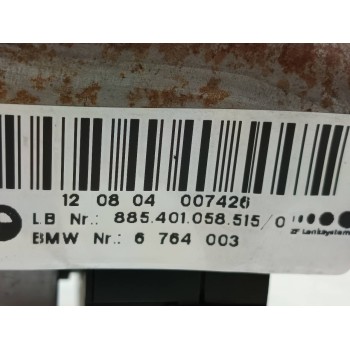 12 08 04 007426
LB Nr.: 885.401.058.515/0
BMW Nr.: 6 764 003
ZF Lenksysteme